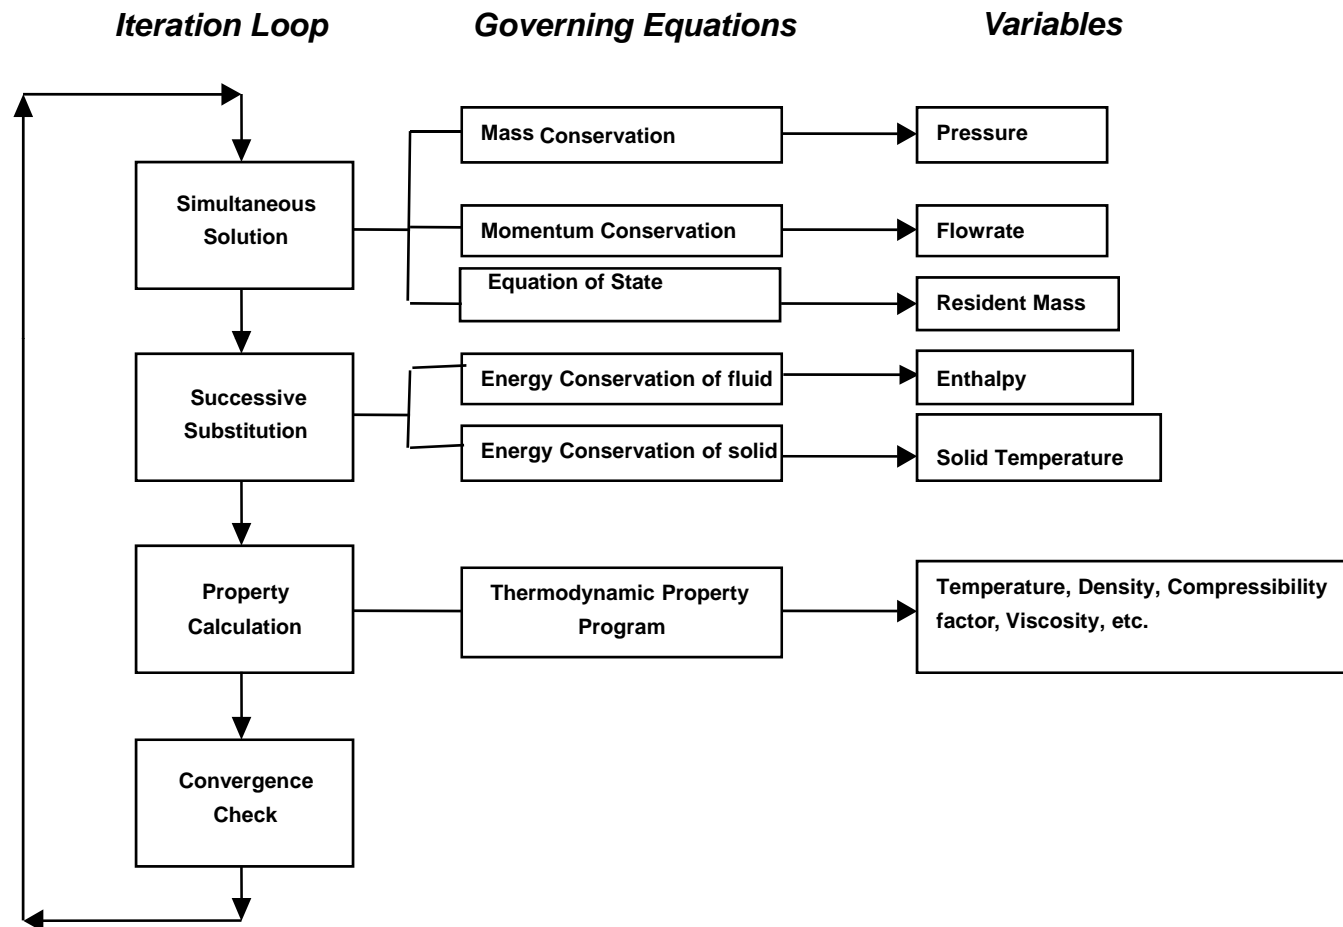 Iteration Loop
Governing Equations
Variables
Mass Conservation
Pressure
Simultaneous
Solution
Momentum Conservation
Flowrate
Equation of State
Resident Mass
Energy Conservation of fluid
Enthalpy
Successive
Substitution
Energy Conservation of solid
Solid Temperature
Property
Calculation
Thermodynamic Property
Program
Temperature, Density, Compressibility
factor, Viscosity, etc.
Convergence
Check